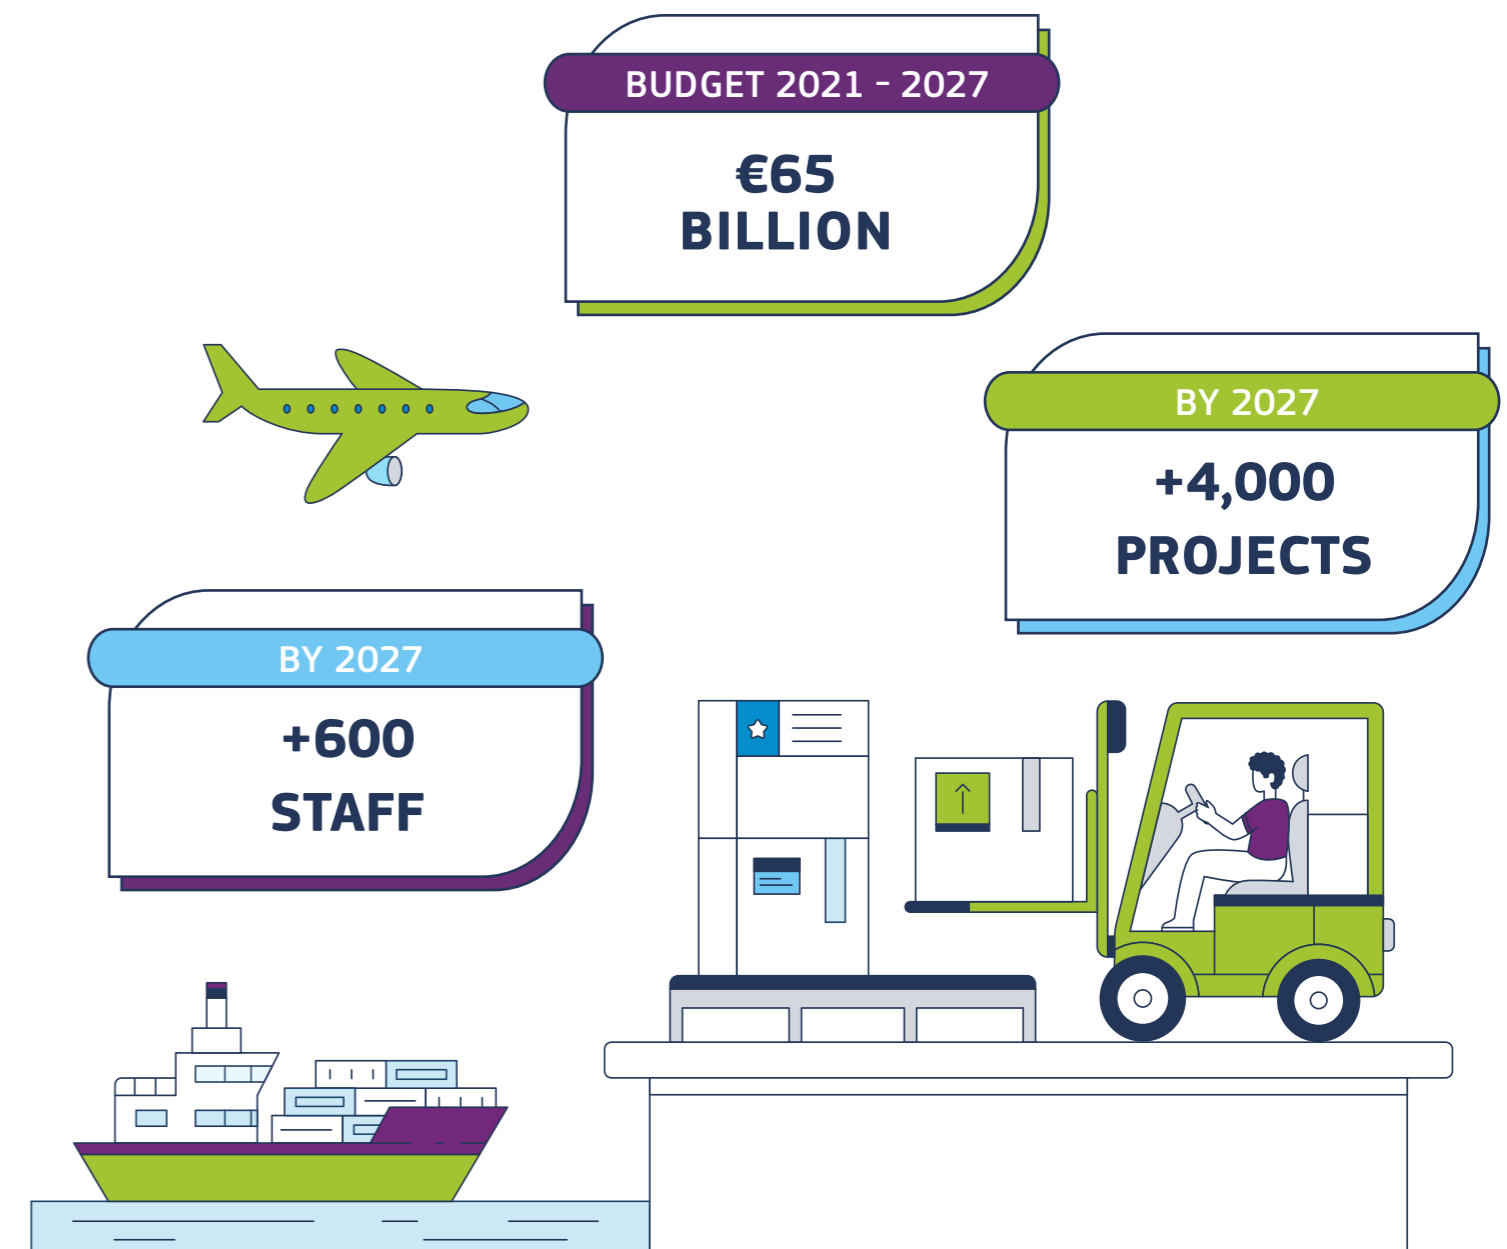 BUDGET 2021 - 2027
€65
BILLION
BY 2027
+4,000
PROJECTS
BY 2027
+600
STAFF